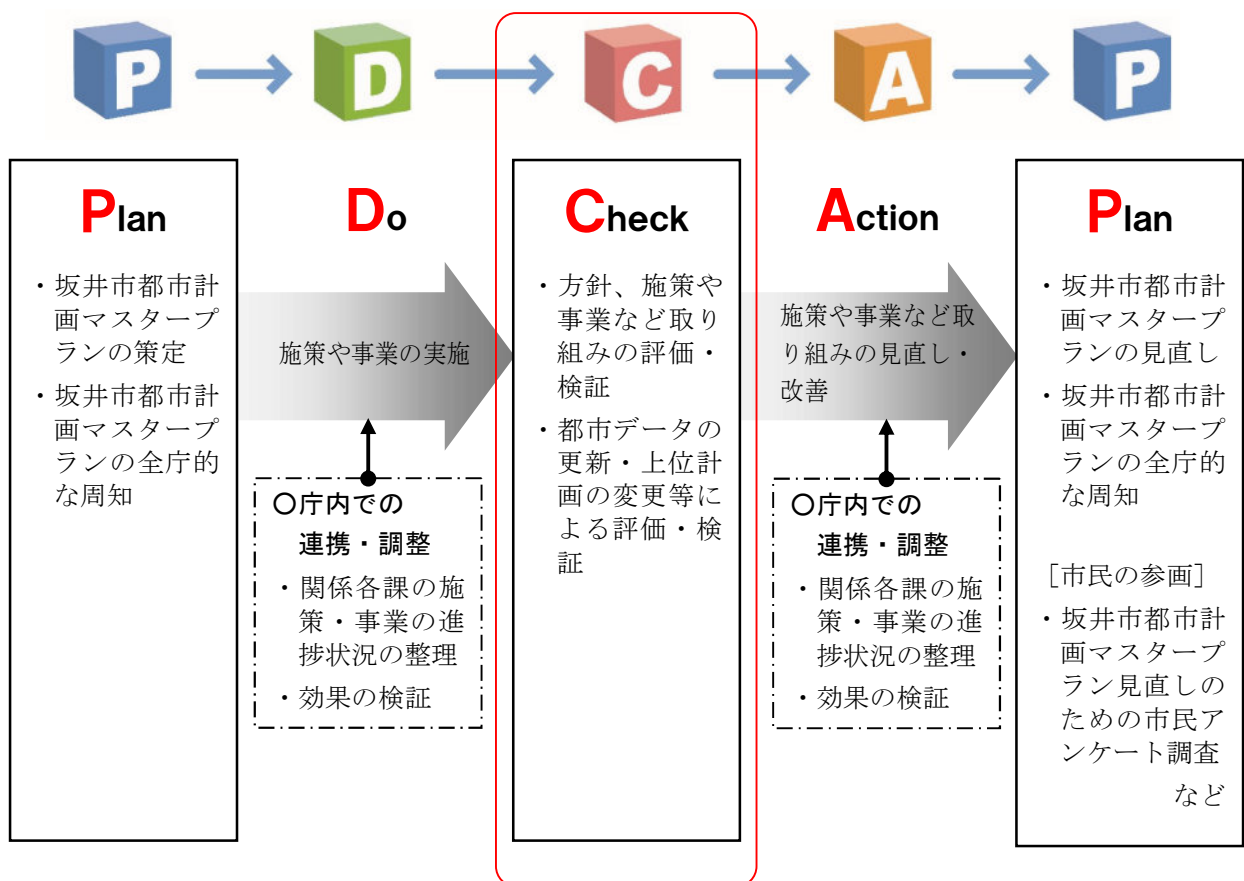 P
D
C
A
P
Plan
・坂井市都市計
画マスタープ
ランの策定
・坂井市都市計
画マスタープ
ランの全庁的
な周知
Do
施策や事業の実施
〇庁内での
連携・調整
・関係各課の施
策・事業の進
捗状況の整理
・効果の検証
Check
・方針、施策や
事業など取り
組みの評価・
検証
・都市データの
更新・上位計
画の変更等に
よる評価・検
証
Action
施策や事業など取
り組みの見直し・
改善
〇庁内での
連携・調整
・関係各課の施
策・事業の進
捗状況の整理
・効果の検証
Plan
・坂井市都市計
画マスタープ
ランの見直し
・坂井市都市計
画マスタープ
ランの全庁的
な周知
［市民の参画］
・坂井市都市計
画マスタープ
ラン見直しの
ための市民ア
ンケート調査
など